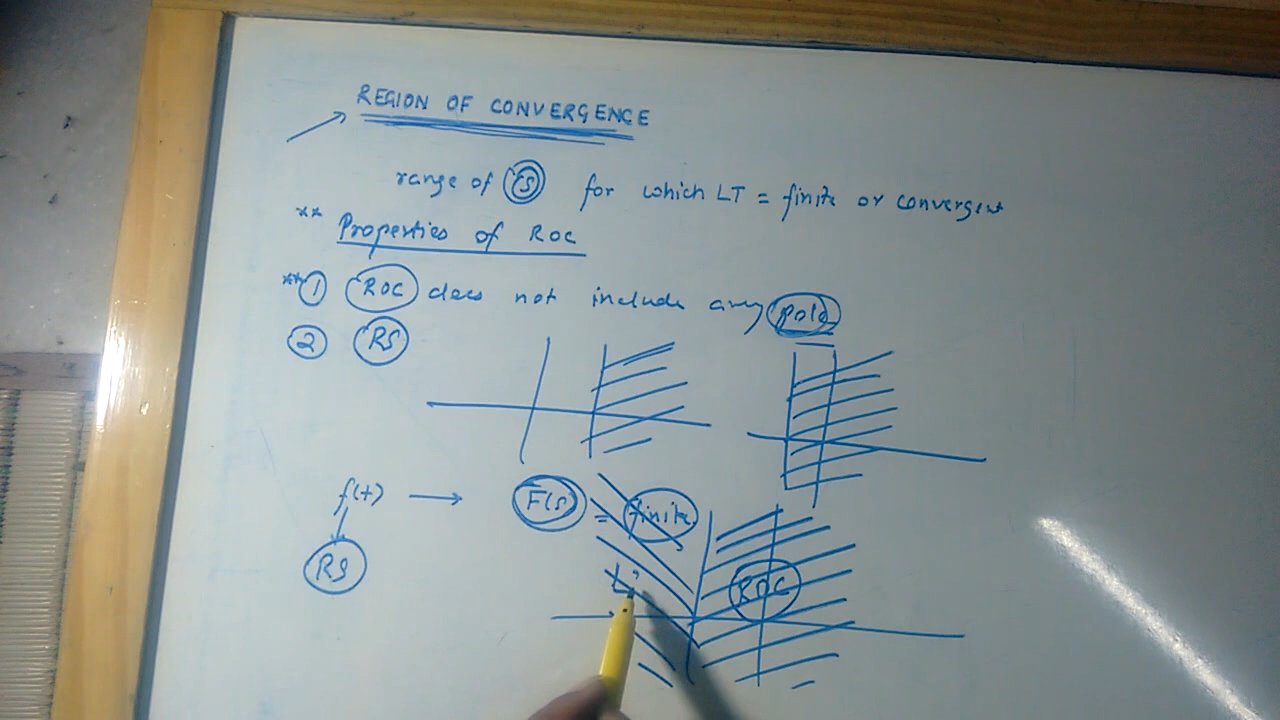 REGION OF CONVERGENCE
range of (s) for which LT = finite or convergent
** Properties of ROC
** 1 ROC does not include any pole
2 RS
f(t) → F(s) = finite
RS
ROC